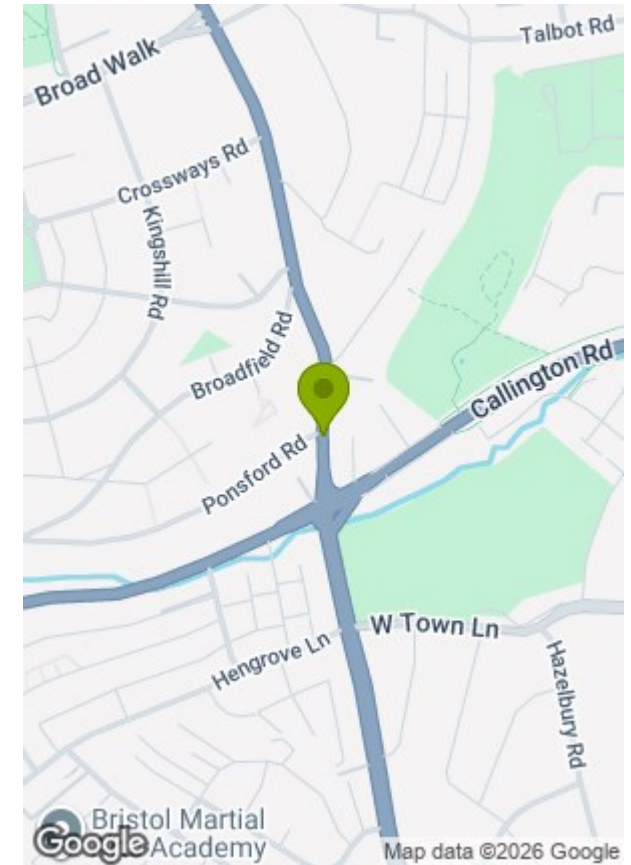 Talbot Rd
Broad Walk
Crossways Rd
Kingshill Rd
Broadfield Rd
Callington Rd
Ponsford Rd
W Town Ln
Hengrove Ln
Hazelbury Rd
Bristol Martial
Academy
Google
Map data ©2026 Google